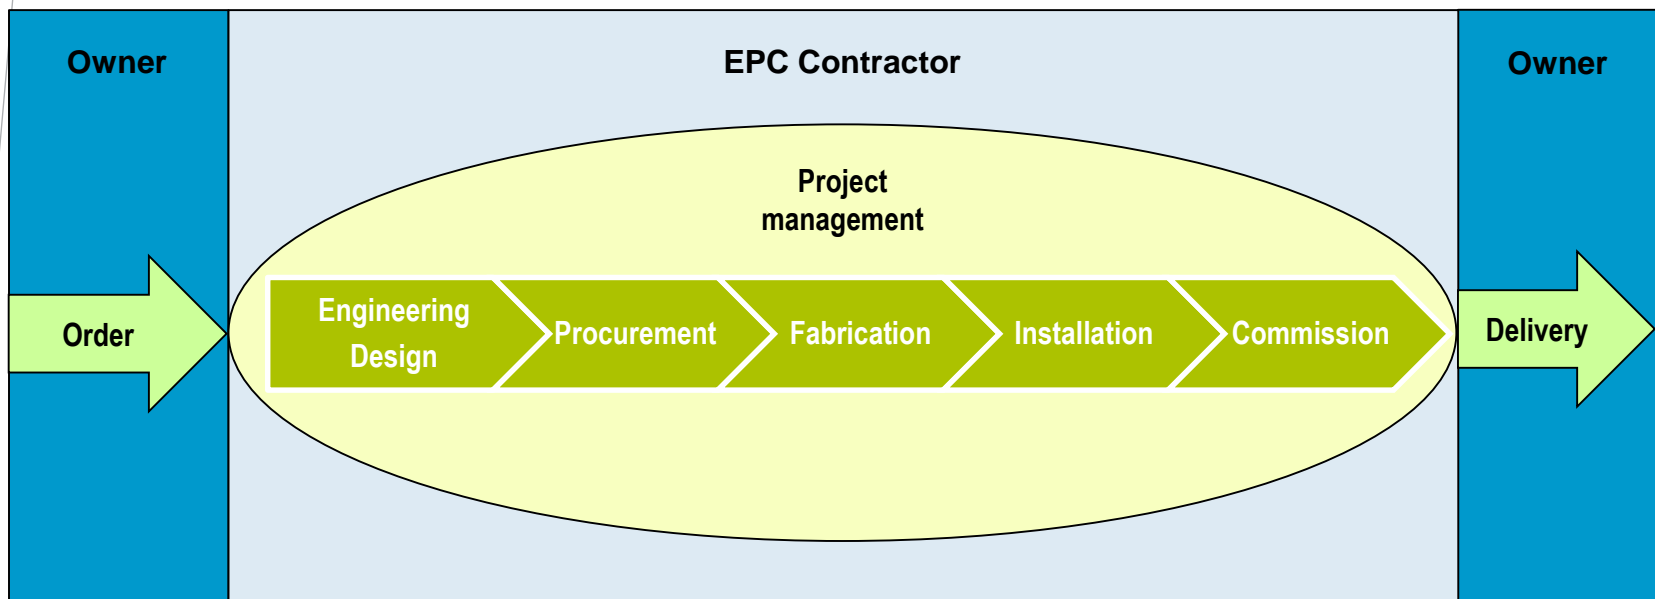 Owner
EPC Contractor
Owner
Project
management
Order
Engineering
Design
Procurement
Fabrication
Installation
Commission
Delivery